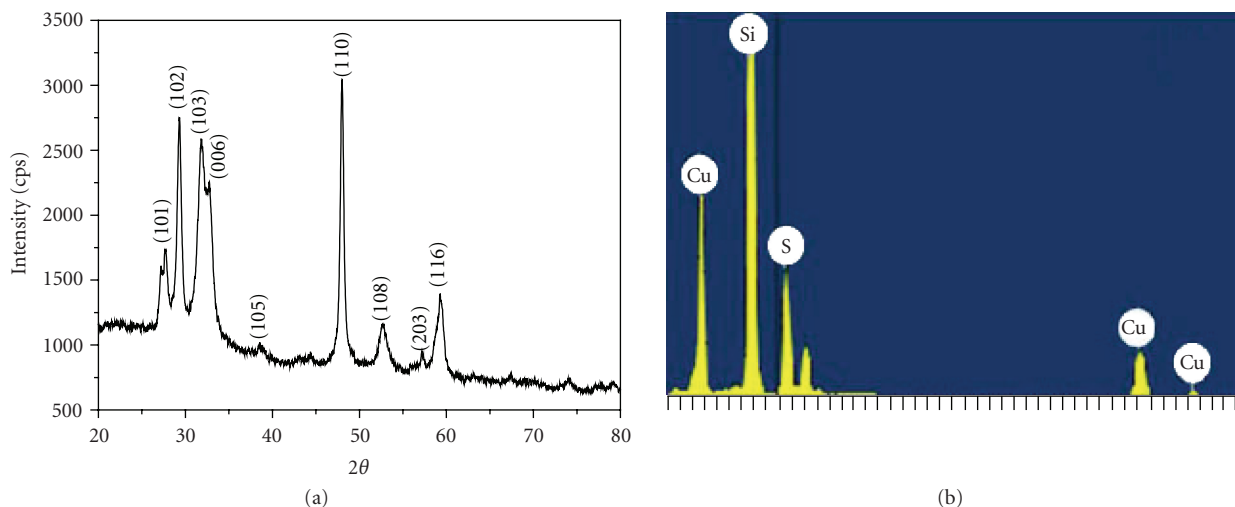 3500
3000
2500
2000
1500
1000
500
Intensity (cps)
(101)
(102)
(103)
(006)
(105)
(110)
(108)
(203)
(116)
20 30 40 50 60 70 80
2θ
(a)
Cu
Si
S
Cu
Cu
(b)